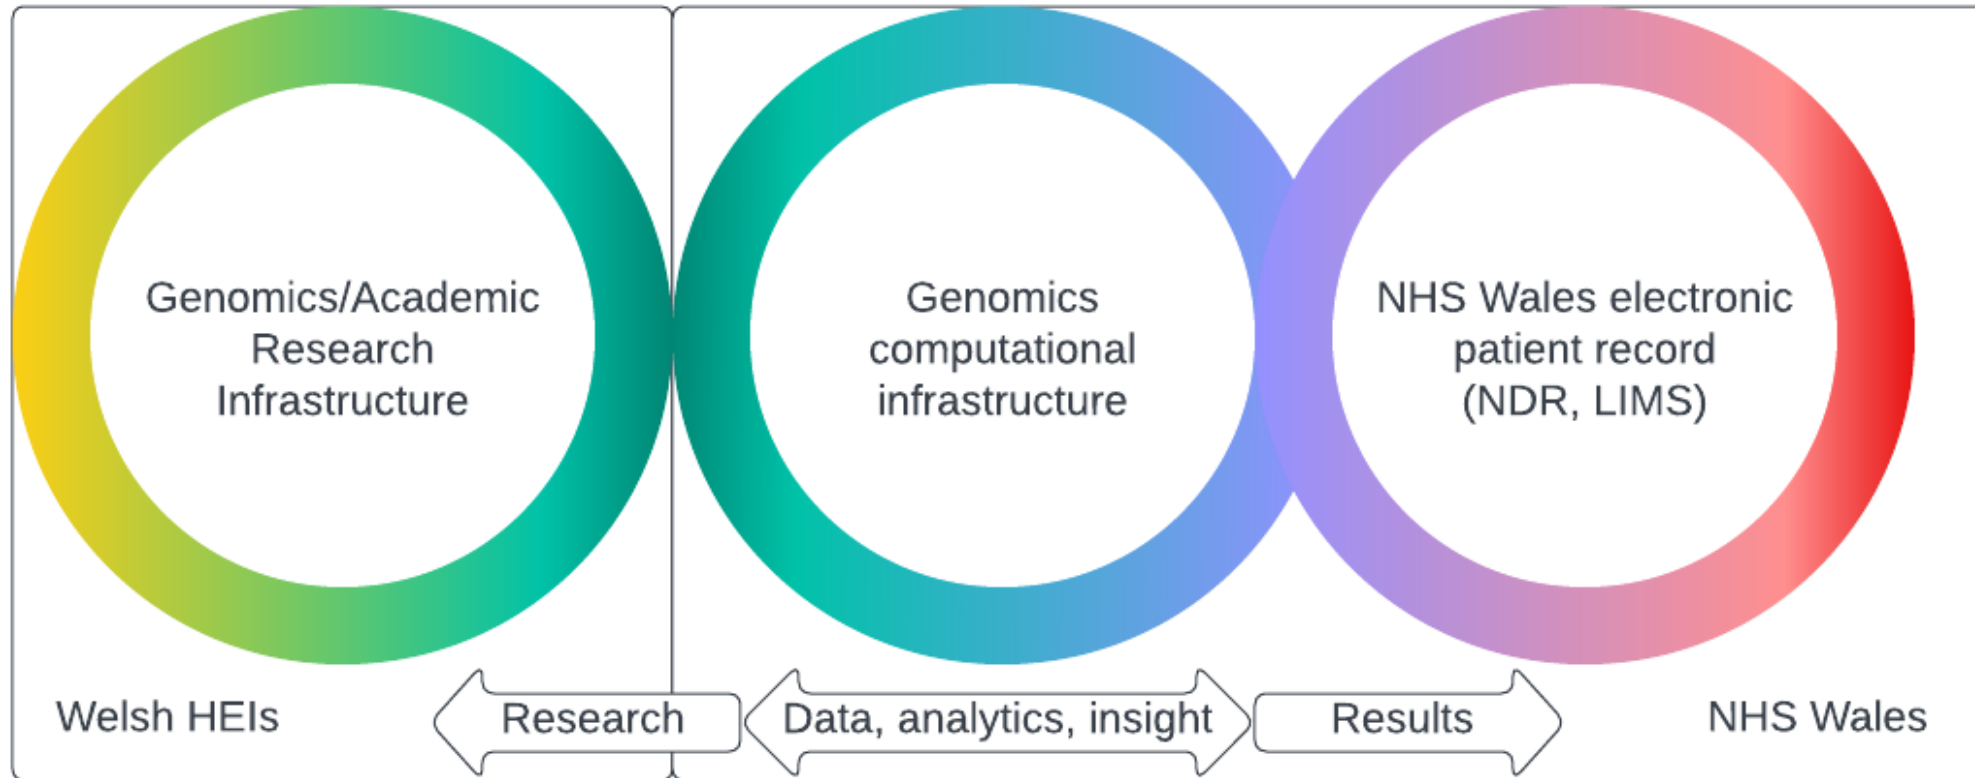 Genomics/Academic
Research
Infrastructure
Genomics
computational
infrastructure
NHS Wales electronic
patient record
(NDR, LIMS)
Welsh HEIs
Research
Data, analytics, insight
Results
NHS Wales